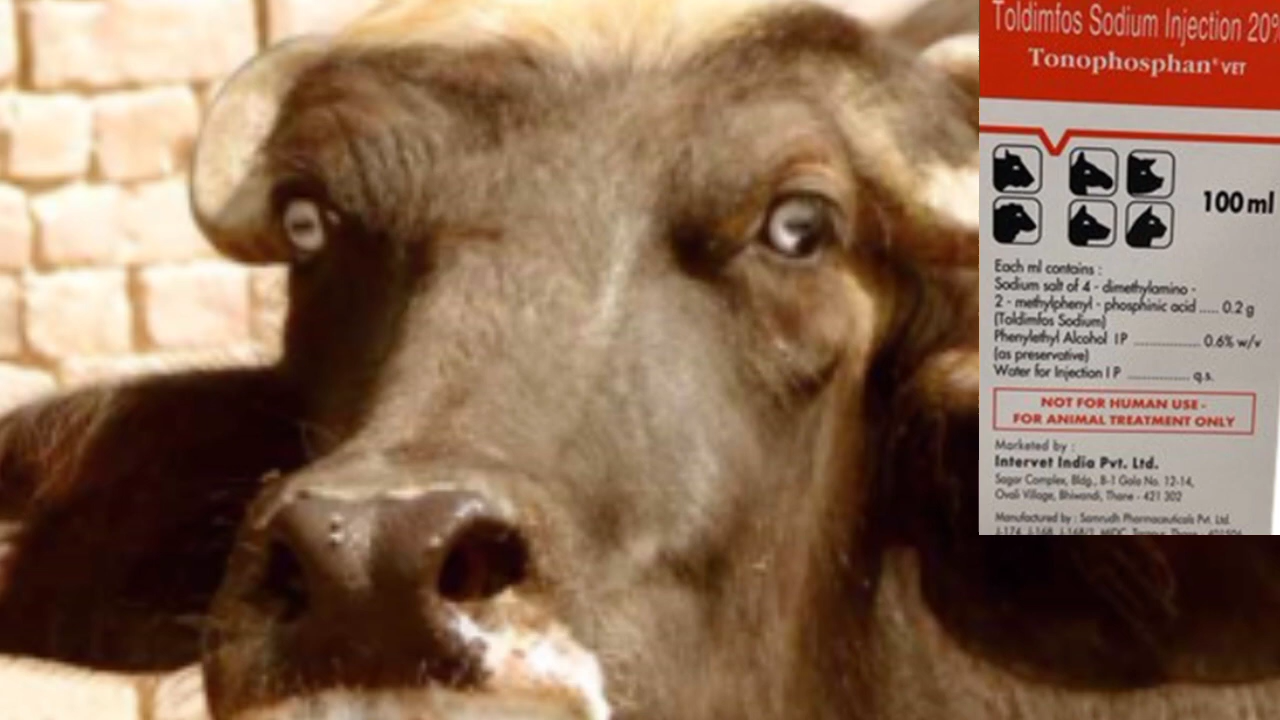 Toldimfos Sodium Injection 20%
Tonophosphan® VET
100 ml
Each ml contains :
Sodium salt of 4 - dimethylamino -
2 - methylphenyl - phosphinic acid ..... 0.2 g
(Toldimfos Sodium)
Phenylethyl Alcohol I P .............. 0.6% w/v
(as preservative)
Water for Injection I P ............. q.s.
NOT FOR HUMAN USE -
FOR ANIMAL TREATMENT ONLY
Marketed by :
Intervet India Pvt. Ltd.
Sagar Complex, Bldg., B-1 Gala No. 12-14,
Ovali Village, Bhiwandi, Thane - 421 302
Manufactured by : Samrudh Pharmaceuticals Pvt. Ltd.